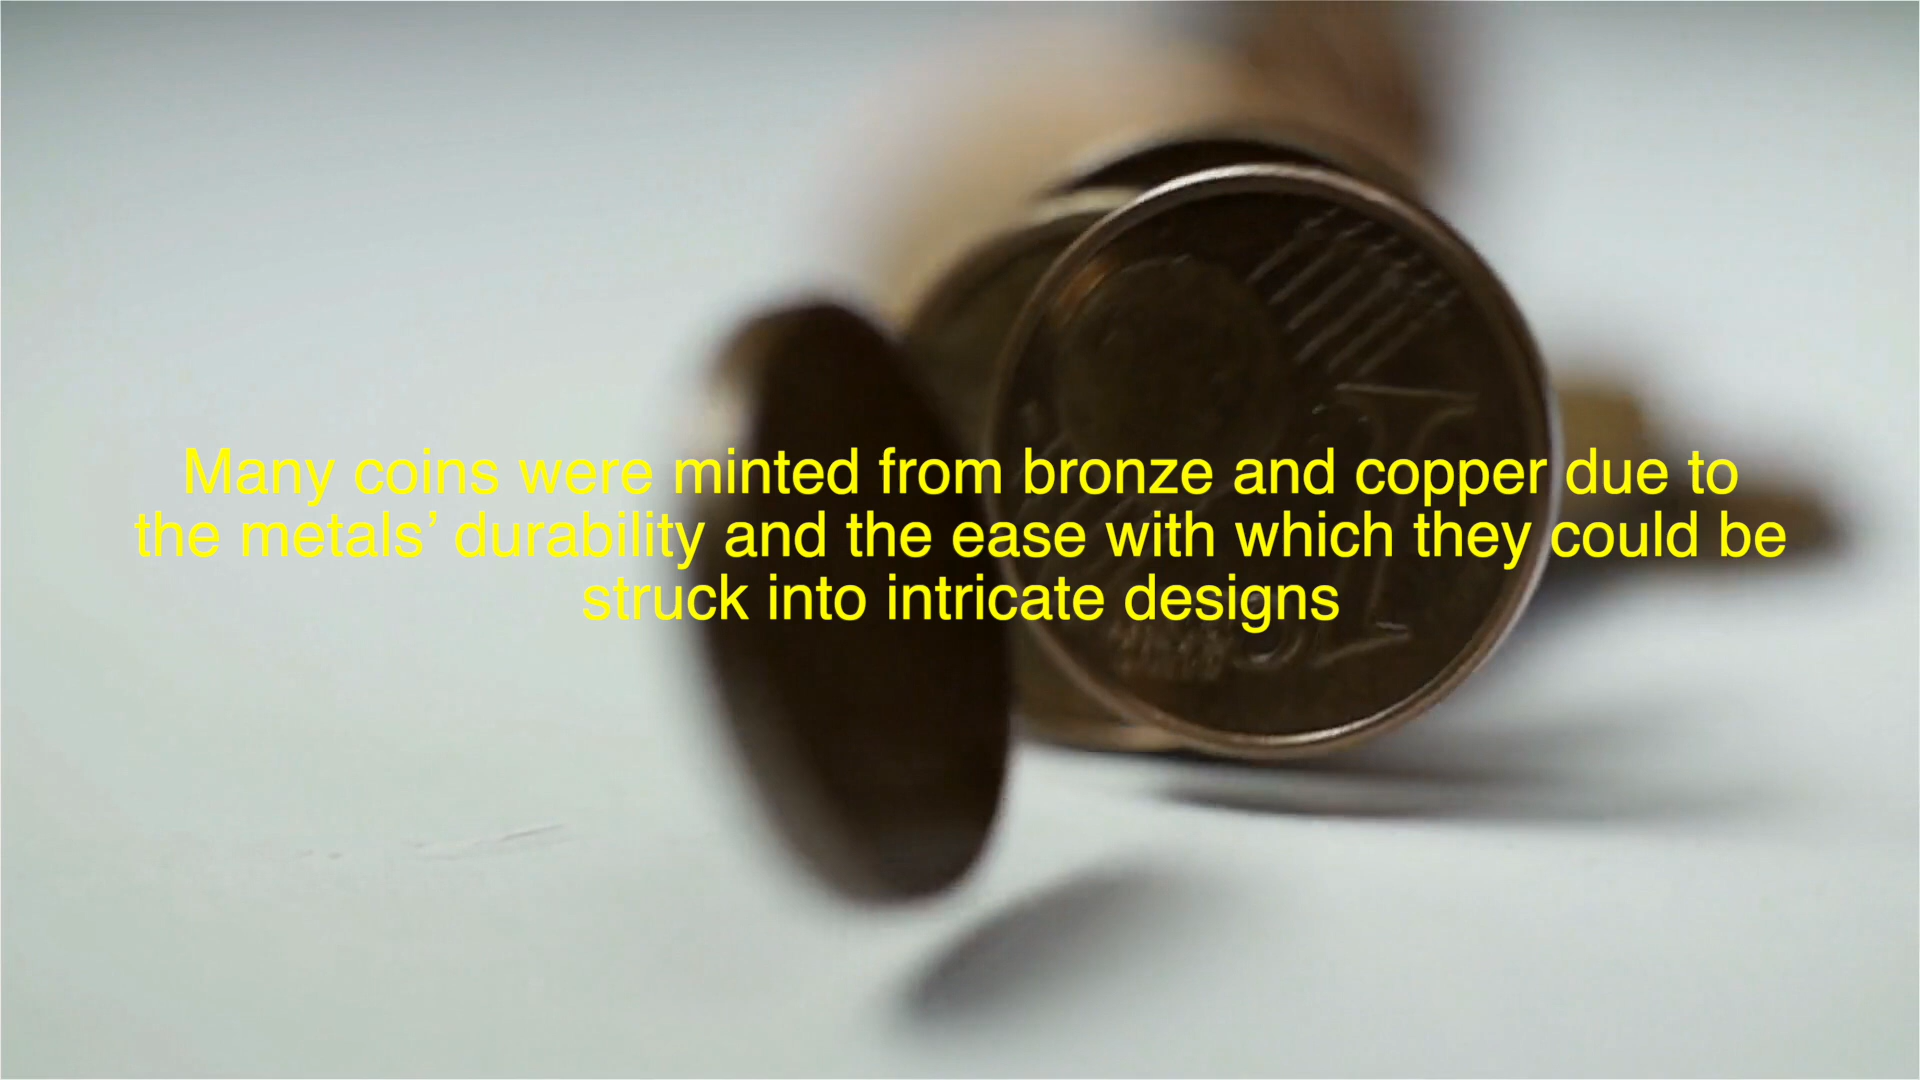 Many coins were minted from bronze and copper due to
the metals’ durability and the ease with which they could be
struck into intricate designs